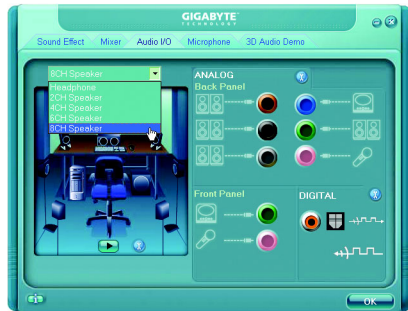 GIGABYTE
TECHNOLOGY
Sound Effect Mixer Audio I/O Microphone 3D Audio Demo
8CH Speaker
Headphone
2CH Speaker
4CH Speaker
6CH Speaker
8CH Speaker
ANALOG
Back Panel
Front Panel
DIGITAL
OK